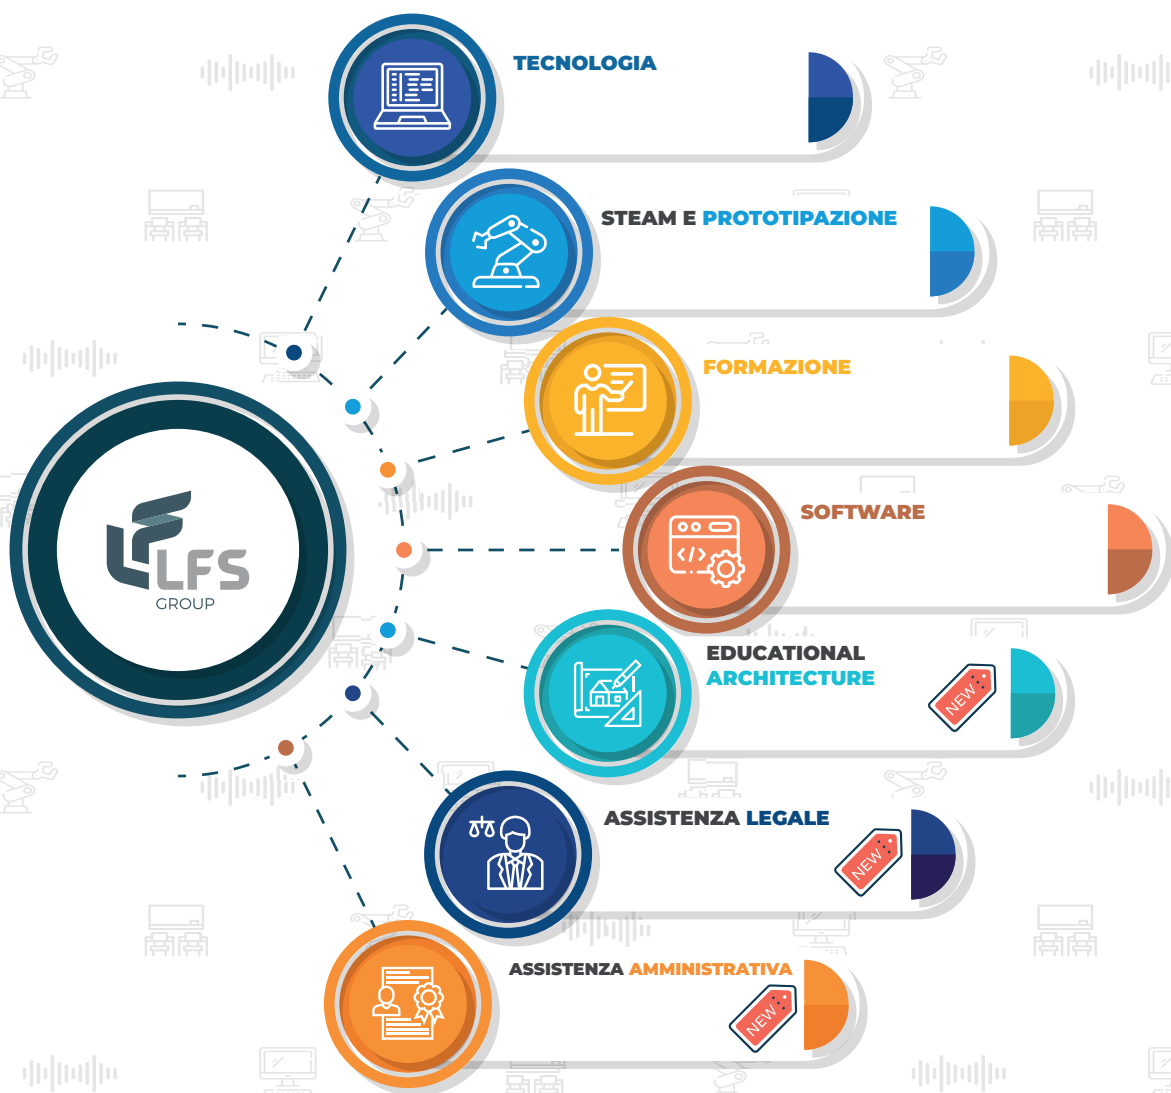 TECNOLOGIA
STEAM E PROTOTIPAZIONE
FORMAZIONE
SOFTWARE
LFS
GROUP
EDUCATIONAL
ARCHITECTURE
NEW
ASSISTENZA LEGALE
NEW
ASSISTENZA AMMINISTRATIVA
NEW